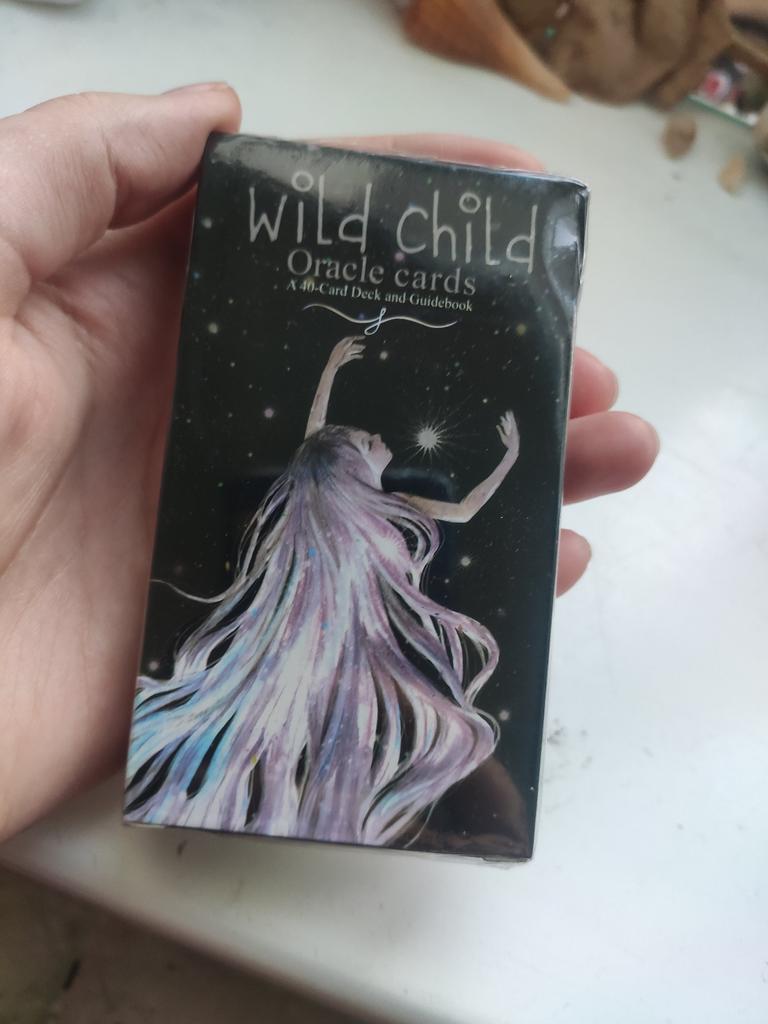 wild child
Oracle cards
A 40-Card Deck and Guidebook